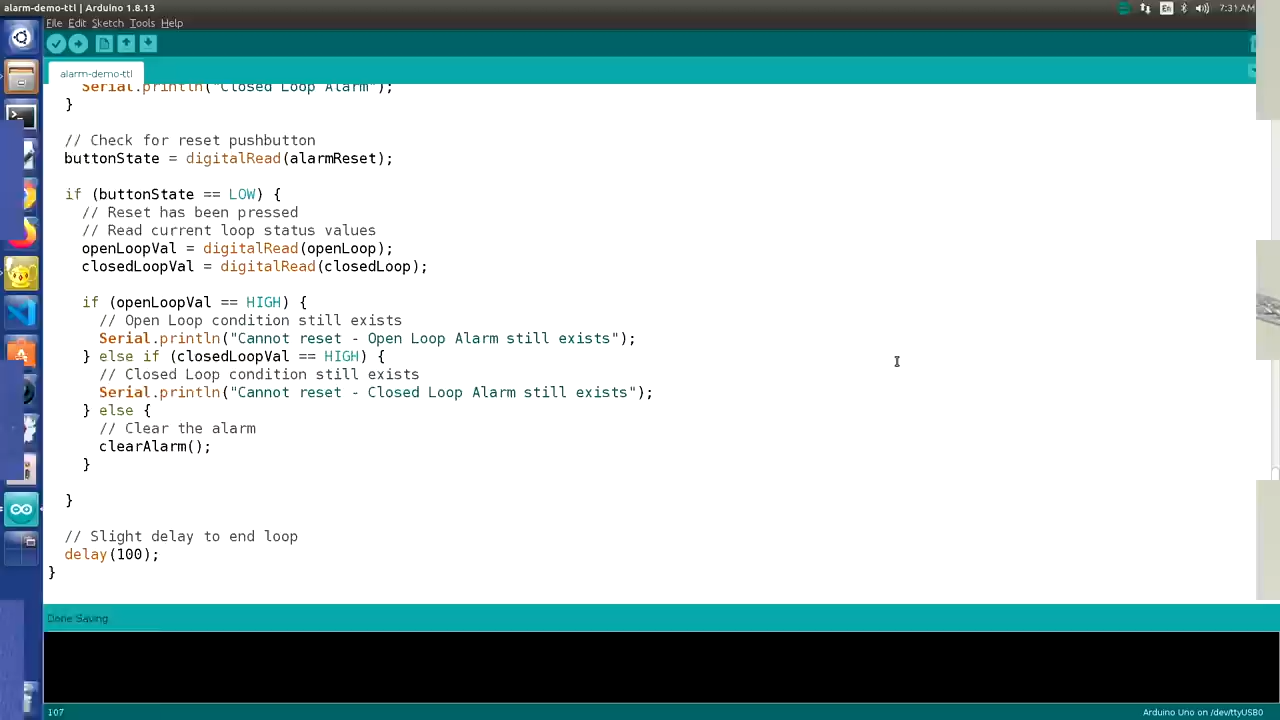 alarm-demo-ttl | Arduino 1.8.13
En
7:31 AM
File Edit Sketch Tools Help
alarm-demo-ttl
Serial.println("Closed Loop Alarm");
}
// Check for reset pushbutton
buttonState = digitalRead(alarmReset);
if (buttonState == LOW) {
// Reset has been pressed
// Read current loop status values
openLoopVal = digitalRead(openLoop);
closedLoopVal = digitalRead(closedLoop);
if (openLoopVal == HIGH) {
// Open Loop condition still exists
Serial.println("Cannot reset - Open Loop Alarm still exists");
} else if (closedLoopVal == HIGH) {
// Closed Loop condition still exists
Serial.println("Cannot reset - Closed Loop Alarm still exists");
} else {
// Clear the alarm
clearAlarm();
}
}
// Slight delay to end loop
delay(100);
}
Done Saving.
107
Arduino Uno on /dev/ttyUSB0